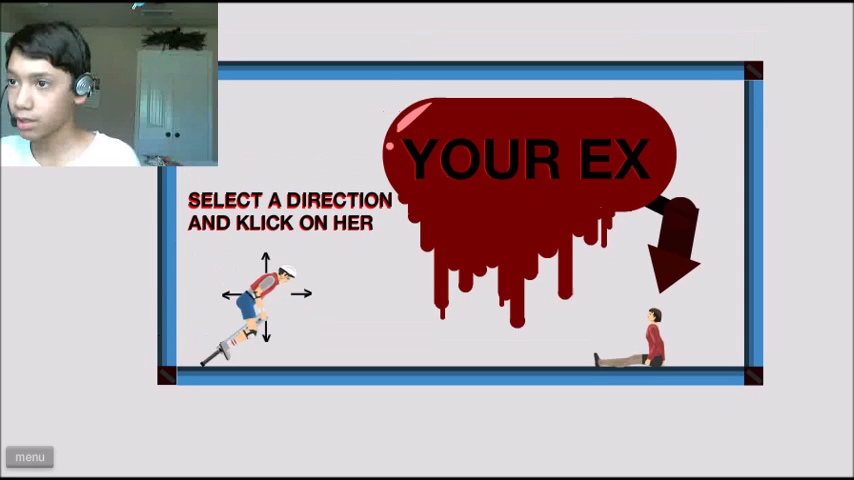 YOUR EX
SELECT A DIRECTION
AND KLICK ON HER
menu